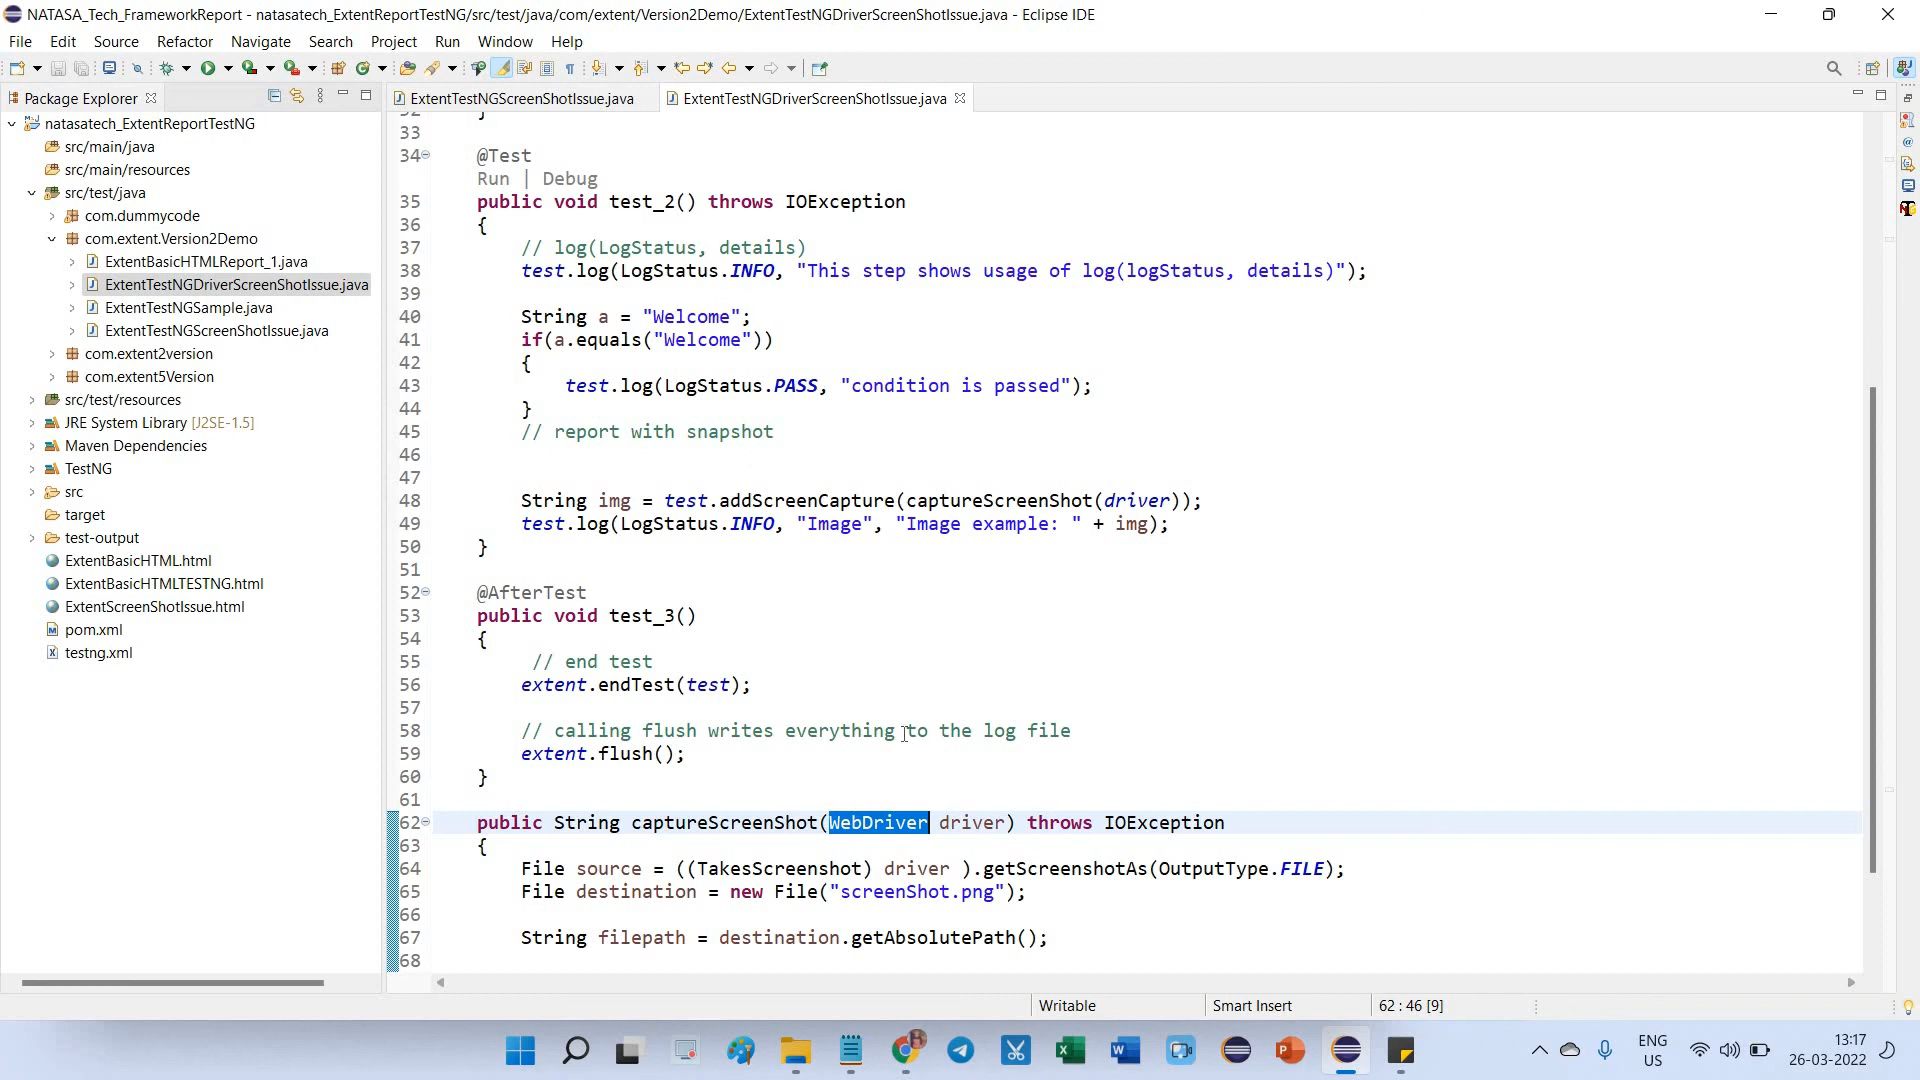 NATASA_Tech_FrameworkReport - natasatech_ExtentReportTestNG/src/test/java/com/extent/Version2Demo/ExtentTestNGDriverScreenShotIssue.java - Eclipse IDE
File Edit Source Refactor Navigate Search Project Run Window Help
Package Explorer
ExtentTestNGScreenShotIssue.java
ExtentTestNGDriverScreenShotIssue.java
natasatech_ExtentReportTestNG
src/main/java
src/main/resources
src/test/java
com.dummycode
com.extent.Version2Demo
ExtentBasicHTMLReport_1.java
ExtentTestNGDriverScreenShotIssue.java
ExtentTestNGSample.java
ExtentTestNGScreenShotIssue.java
com.extent2version
com.extent5Version
src/test/resources
JRE System Library [J2SE-1.5]
Maven Dependencies
TestNG
src
target
test-output
ExtentBasicHTML.html
ExtentBasicHTMLTESTNG.html
ExtentScreenShotIssue.html
pom.xml
testng.xml
32 }
33
34 @Test
Run | Debug
35 public void test_2() throws IOException
36 {
37 // log(LogStatus, details)
38 test.log(LogStatus.INFO, "This step shows usage of log(logStatus, details)");
39
40 String a = "Welcome";
41 if(a.equals("Welcome"))
42 {
43 test.log(LogStatus.PASS, "condition is passed");
44 }
45 // report with snapshot
46
47
48 String img = test.addScreenCapture(captureScreenShot(driver));
49 test.log(LogStatus.INFO, "Image", "Image example: " + img);
50 }
51
52 @AfterTest
53 public void test_3()
54 {
55 // end test
56 extent.endTest(test);
57
58 // calling flush writes everything to the log file
59 extent.flush();
60 }
61
62 public String captureScreenShot(WebDriver driver) throws IOException
63 {
64 File source = ((TakesScreenshot) driver ).getScreenshotAs(OutputType.FILE);
65 File destination = new File("screenShot.png");
66
67 String filepath = destination.getAbsolutePath();
68
Writable Smart Insert 62 : 46 [9]
ENG
US
13:17
26-03-2022